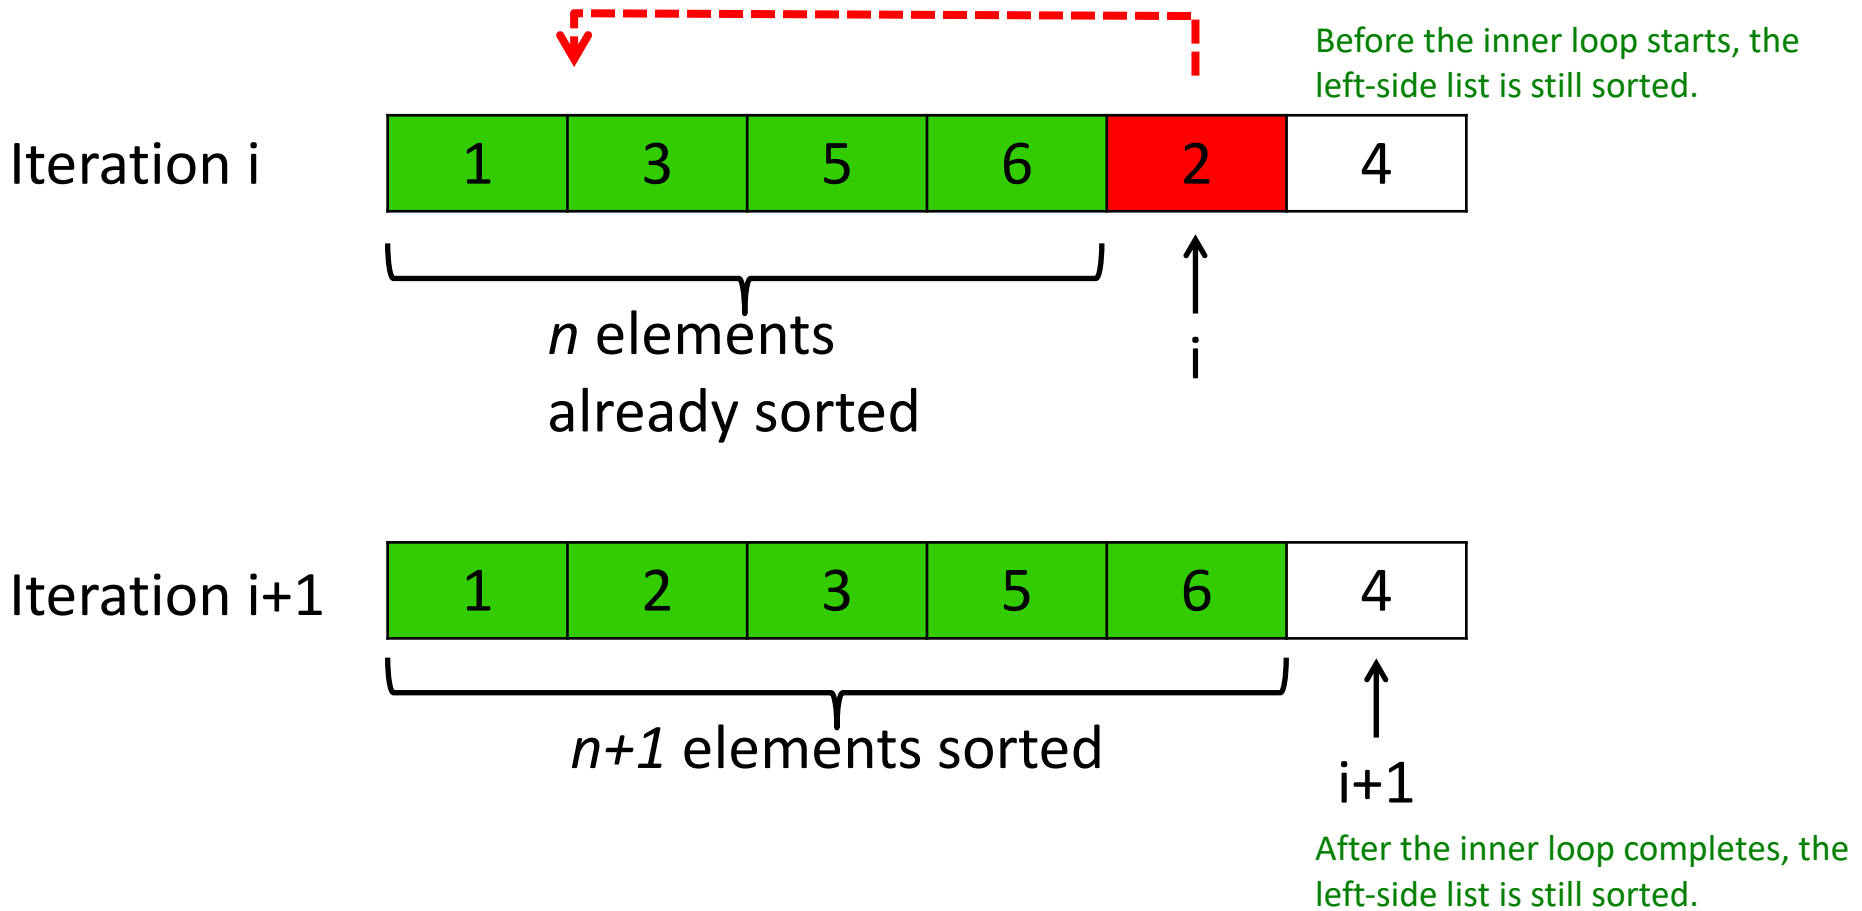 Before the inner loop starts, the
left-side list is still sorted.
Iteration i
1 3 5 6 2 4
n elements
already sorted
i
Iteration i+1
1 2 3 5 6 4
n+1 elements sorted
i+1
After the inner loop completes, the
left-side list is still sorted.